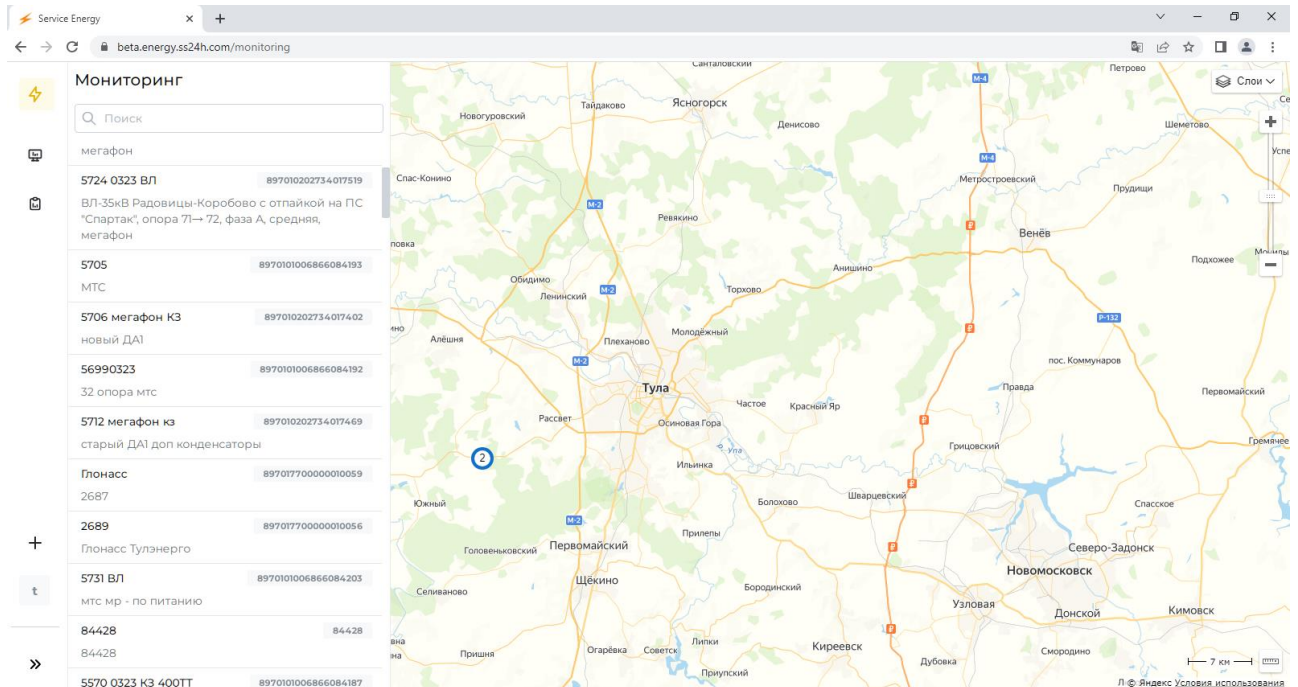 Service Energy
beta.energy.ss24h.com/monitoring
Мониторинг
Поиск
мегафон
5724 0323 ВЛ
897010202734017519
ВЛ-35кВ Радовицы-Коробово с отпайкой на ПС
"Спартак", опора 71→ 72, фаза А, средняя,
мегафон
5705
8970101006866084193
МТС
5706 мегафон КЗ
897010202734017402
новый ДА1
56990323
8970101006866084192
32 опора мтс
5712 мегафон кз
897010202734017469
старый ДА1 доп конденсаторы
Глонасс
897017700000010059
2687
2689
897017700000010056
Глонасс Тулэнерго
5731 ВЛ
8970101006866084203
мтс мр - по питанию
84428
84428
84428
5570 0323 КЗ 400ТТ
8970101006866084187
t
Слои
Санталовский
М-4
Петрово
Тайдаково
Ясногорск
Новогуровский
Денисово
Шеметово
Спас-Конино
М-4
Метростроевский
Прудищи
М-2
Ревякино
Венёв
Подхожее
Анишино
Обидимо
Ленинский
М-2
Торхово
Р-132
Молодёжный
Алёшня
Плеханово
М-2
пос. Коммунаров
Тула
Правда
Первомайский
Частое
Красный Яр
Рассвет
Осиновая Гора
Грицовский
Гремячее
Упа
2
Ильинка
Южный
Болохово
Шварцевский
Спасское
М-2
Прилепы
Головеньковский
Первомайский
Северо-Задонск
Новомосковск
Щёкино
Селиваново
Бородинский
Узловая
Донской
Кимовск
Пришня
Огарёвка
Советск
Липки
Киреевск
Смородино
Дубовка
7 км
Приупский
© Яндекс Условия использования